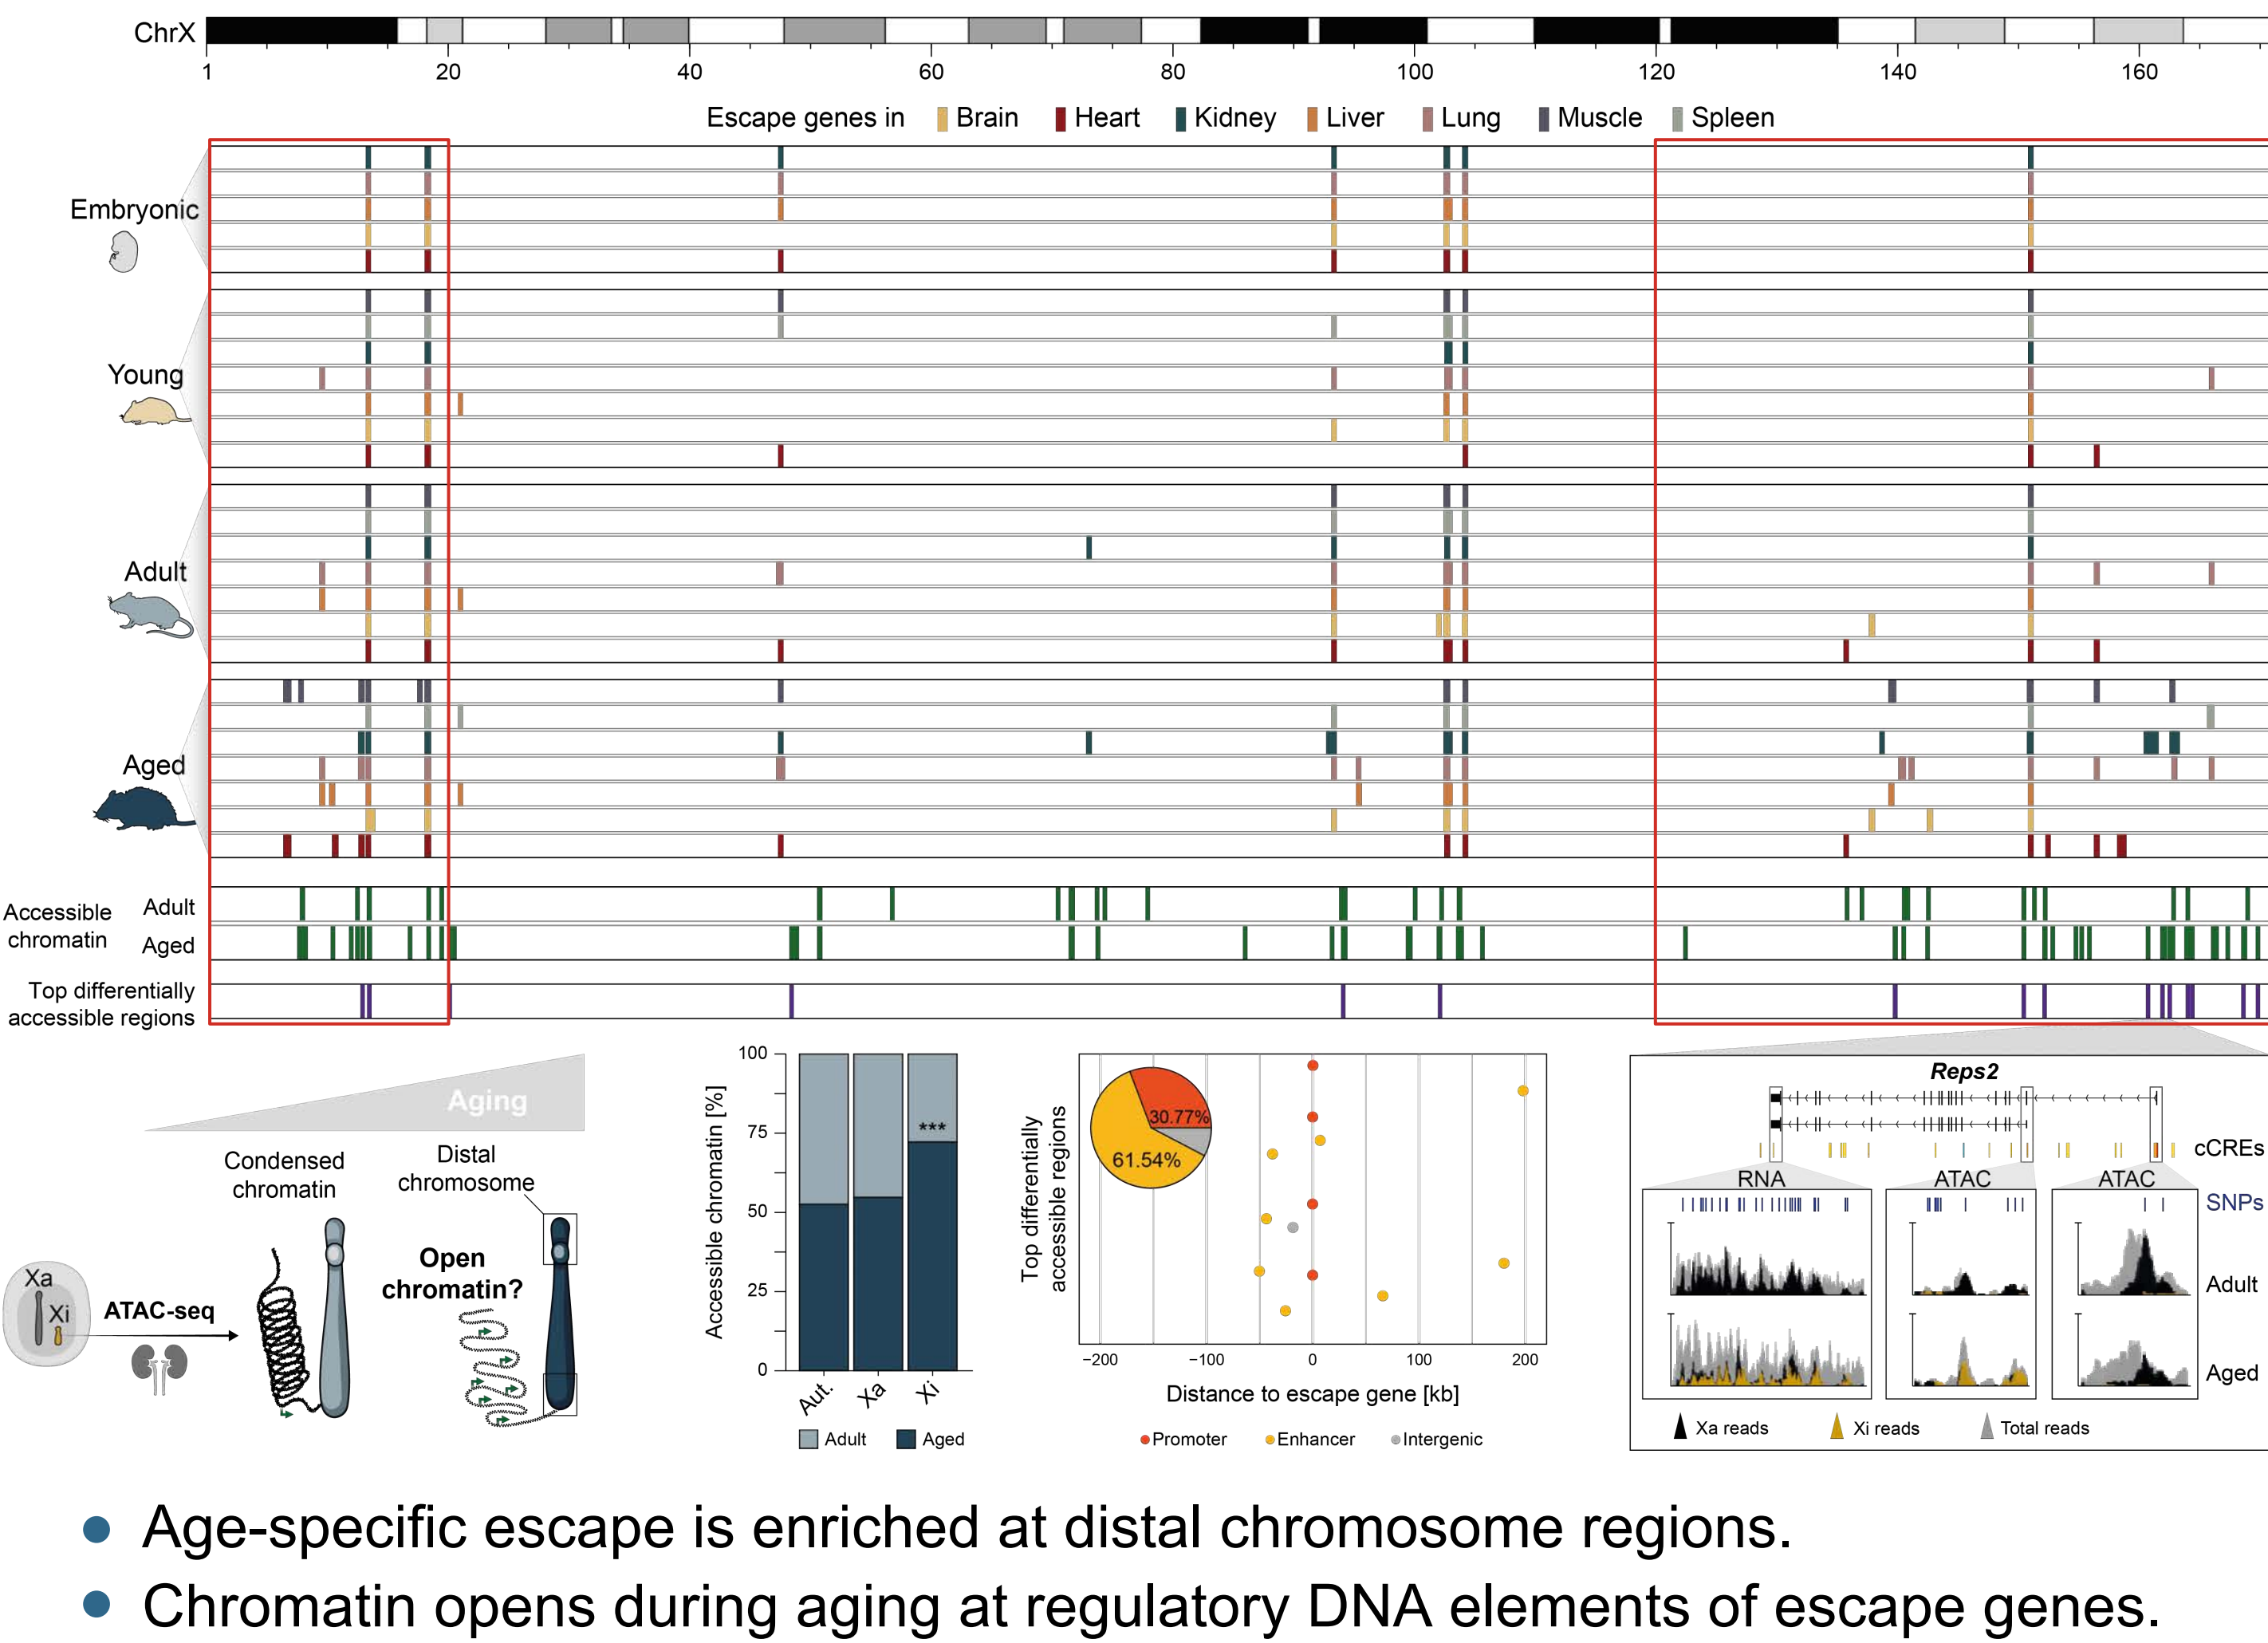 ChrX
1 20 40 60 80 100 120 140 160
Escape genes in Brain Heart Kidney Liver Lung Muscle Spleen
Embryonic
Young
Adult
Aged
Accessible
chromatin
Adult
Aged
Top differentially
accessible regions
Aging
Condensed
chromatin
Distal
chromosome
Open
chromatin?
Xa
Xi
ATAC-seq
Accessible chromatin [%]
100
75
50
25
0
***
Aut.
Xa
Xi
Adult Aged
Top differentially
accessible regions
30.77%
61.54%
−200 −100 0 100 200
Distance to escape gene [kb]
Promoter Enhancer Intergenic
Reps2
cCREs
RNA ATAC ATAC
SNPs
Adult
Aged
Xa reads Xi reads Total reads
Age-specific escape is enriched at distal chromosome regions.
Chromatin opens during aging at regulatory DNA elements of escape genes.